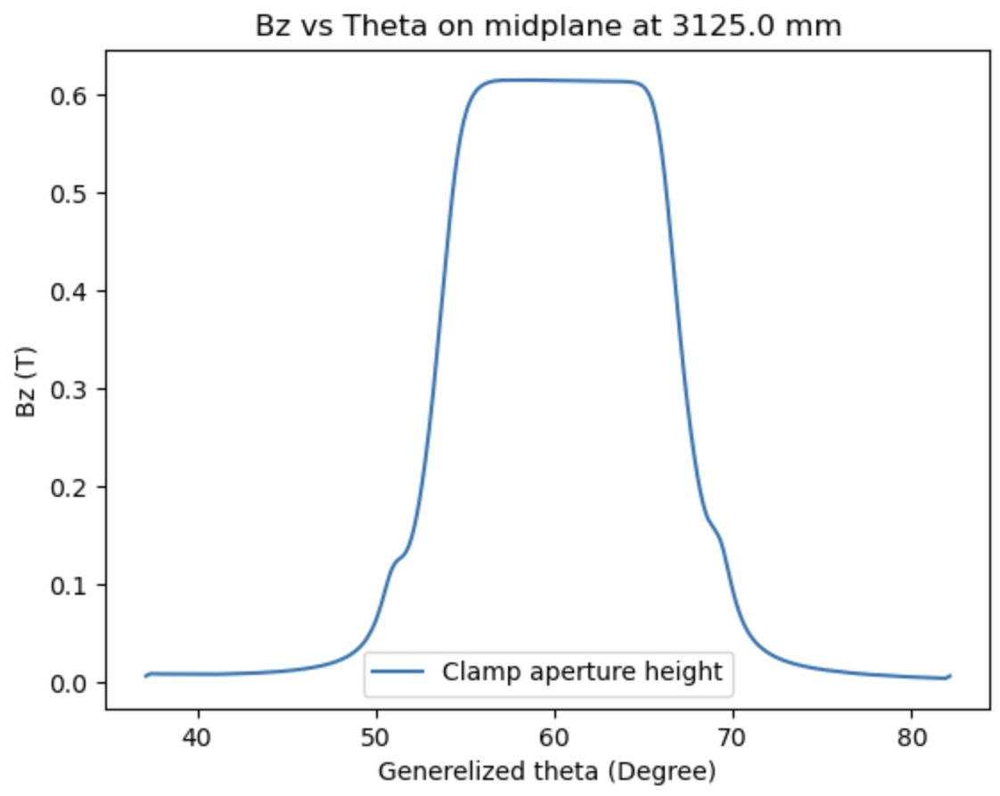 Bz vs Theta on midplane at 3125.0 mm
0.6
0.5
0.4
0.3
0.2
0.1
0.0
Bz (T)
Clamp aperture height
40 50 60 70 80
Generelized theta (Degree)